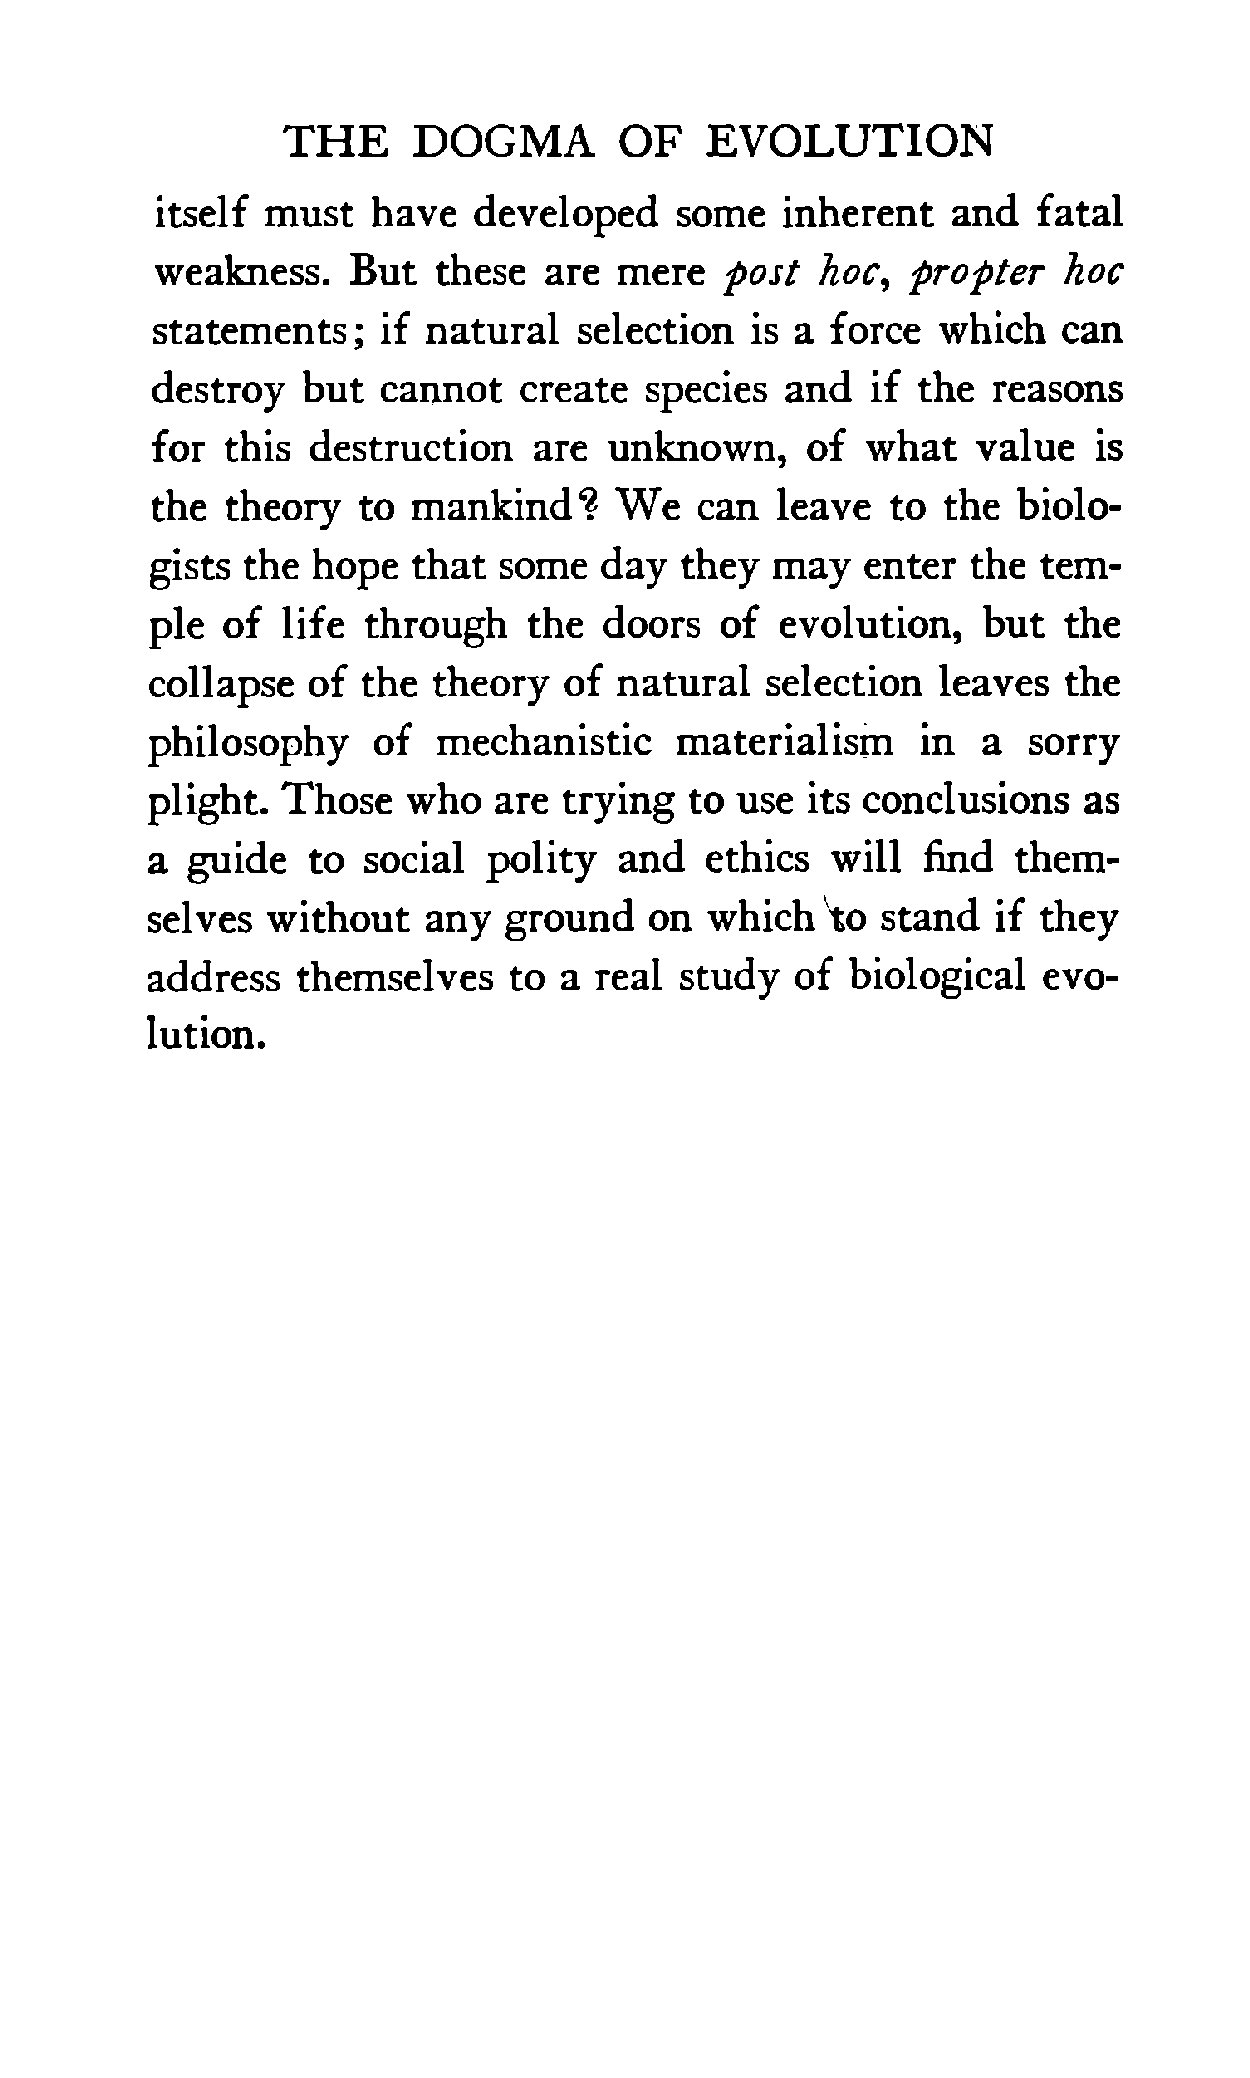 THE DOGMA OF EVOLUTION
itself must have developed some inherent and fatal
weakness. But these are mere post hoc, propter hoc
statements; if natural selection is a force which can
destroy but cannot create species and if the reasons
for this destruction are unknown, of what value is
the theory to mankind? We can leave to the biolo-
gists the hope that some day they may enter the tem-
ple of life through the doors of evolution, but the
collapse of the theory of natural selection leaves the
philosophy of mechanistic materialism in a sorry
plight. Those who are trying to use its conclusions as
a guide to social polity and ethics will find them-
selves without any ground on which to stand if they
address themselves to a real study of biological evo-
lution.